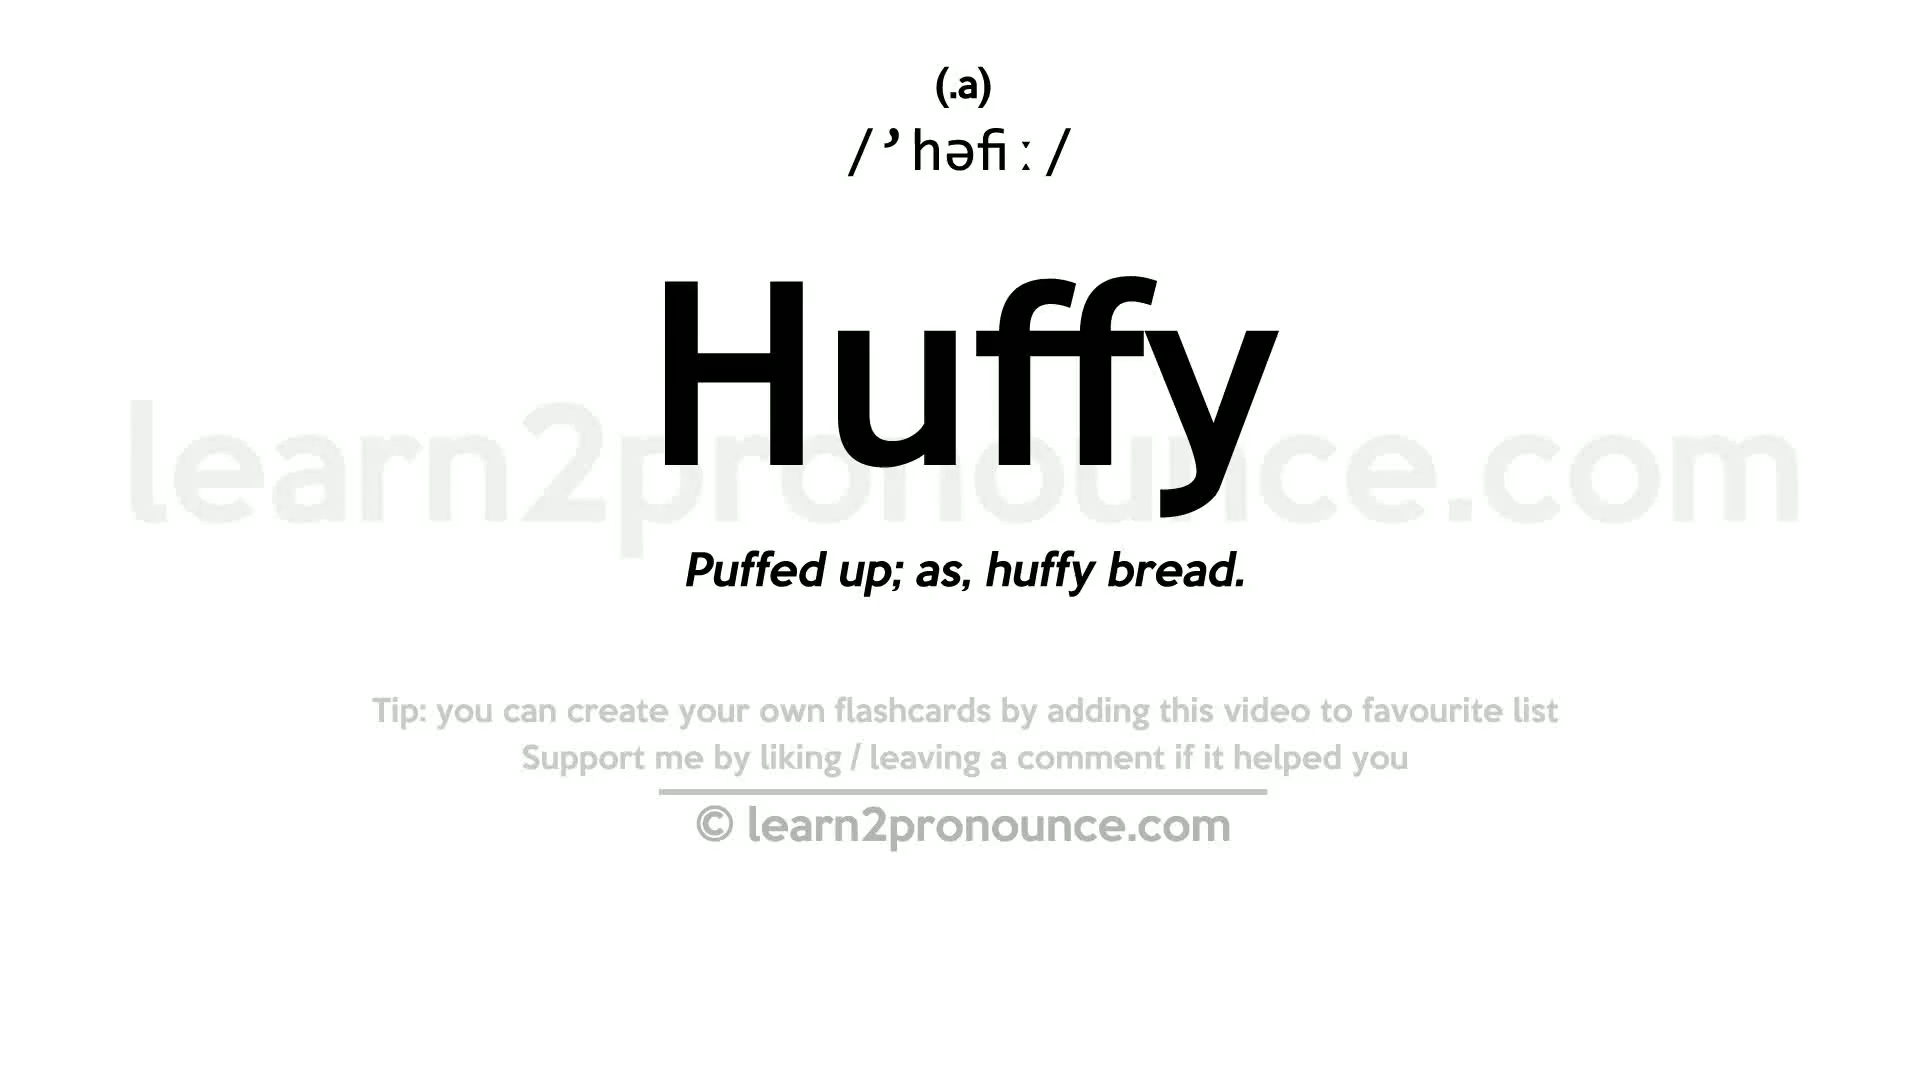 (.a)
/ʼhəfiː/
Huffy
learn2pronounce.com
Puffed up; as, huffy bread.
Tip: you can create your own flashcards by adding this video to favourite list
Support me by liking / leaving a comment if it helped you
© learn2pronounce.com